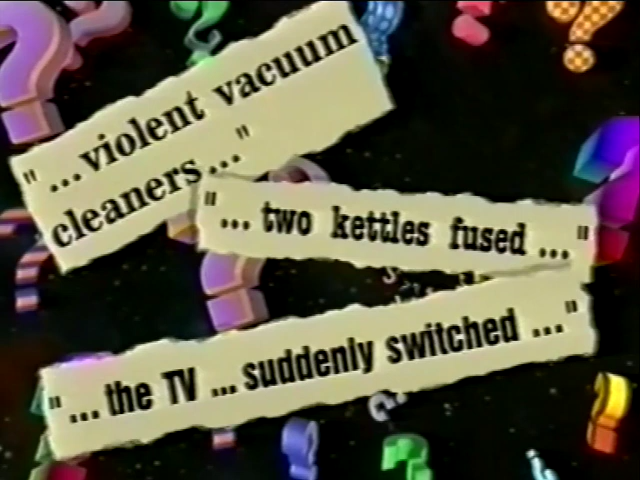 "...violent vacuum
cleaners..."
"... two kettles fused ..."
"... the TV ... suddenly switched ..."